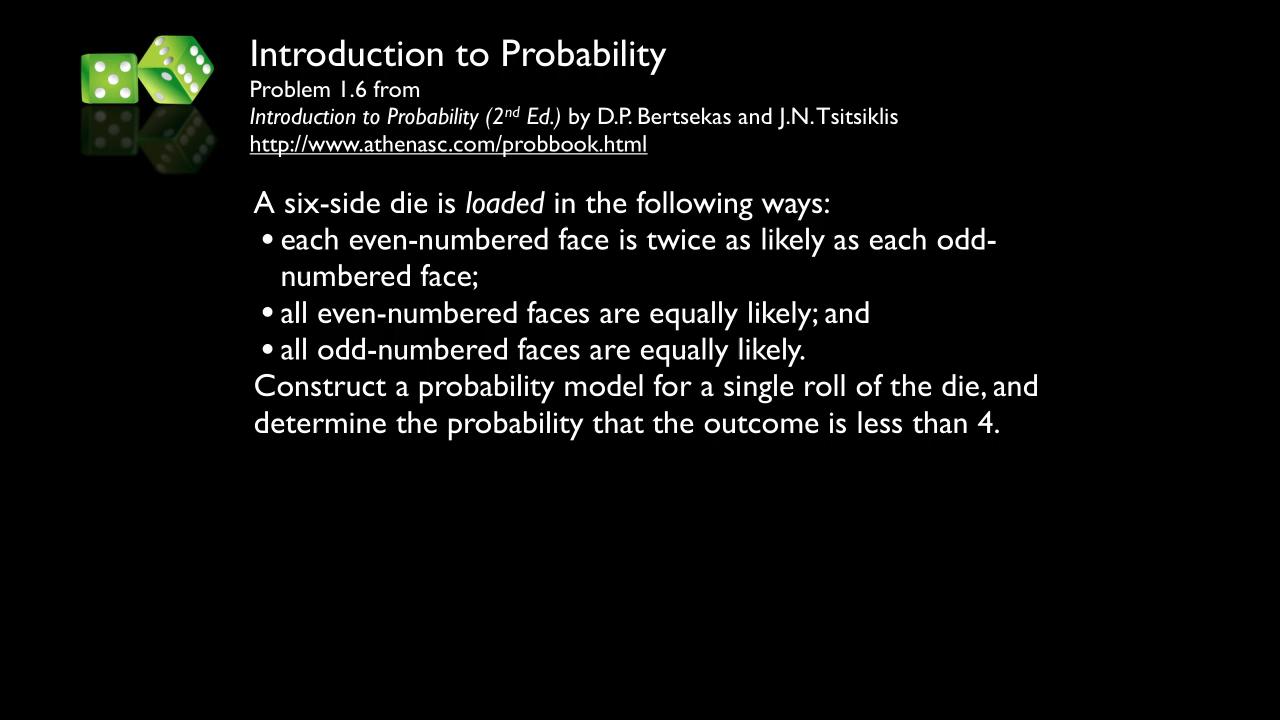 Introduction to Probability
Problem 1.6 from
Introduction to Probability (2nd Ed.) by D.P. Bertsekas and J.N. Tsitsiklis
http://www.athenasc.com/probbook.html
A six-side die is loaded in the following ways:
• each even-numbered face is twice as likely as each odd-
numbered face;
• all even-numbered faces are equally likely; and
• all odd-numbered faces are equally likely.
Construct a probability model for a single roll of the die, and
determine the probability that the outcome is less than 4.